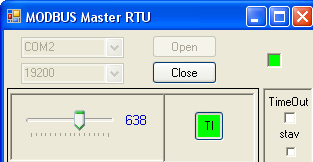 MODBUS Master RTU
COM2 Open
19200 Close
638 TI
TimeOut
stav